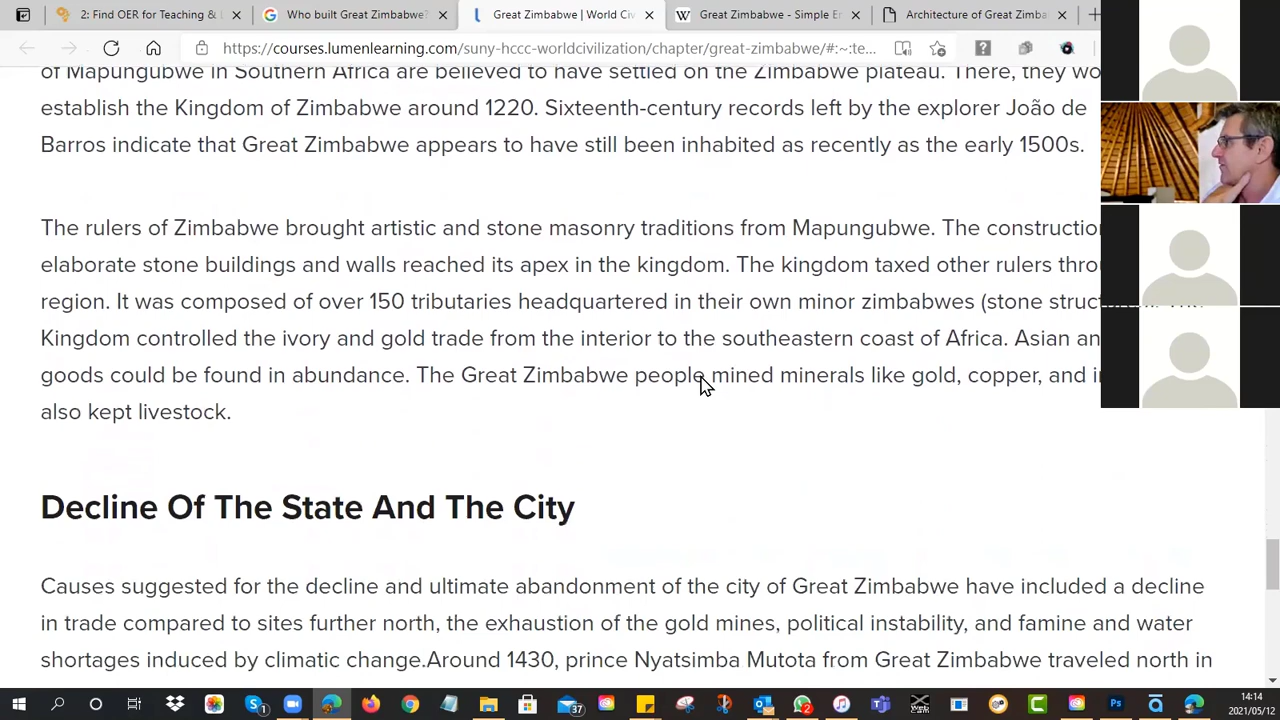 2: Find OER for Teaching & L
Who built Great Zimbabwe?
Great Zimbabwe | World Civ
Great Zimbabwe - Simple En
Architecture of Great Zimba
https://courses.lumenlearning.com/suny-hccc-worldcivilization/chapter/great-zimbabwe/#:~:te...
of Mapungubwe in Southern Africa are believed to have settled on the Zimbabwe plateau. There, they wo
establish the Kingdom of Zimbabwe around 1220. Sixteenth-century records left by the explorer João de
Barros indicate that Great Zimbabwe appears to have still been inhabited as recently as the early 1500s.
The rulers of Zimbabwe brought artistic and stone masonry traditions from Mapungubwe. The constructio
elaborate stone buildings and walls reached its apex in the kingdom. The kingdom taxed other rulers thro
region. It was composed of over 150 tributaries headquartered in their own minor zimbabwes (stone
Kingdom controlled the ivory and gold trade from the interior to the southeastern coast of Africa. Asian an
goods could be found in abundance. The Great Zimbabwe people mined minerals like gold, copper, and
also kept livestock.
Decline Of The State And The City
Causes suggested for the decline and ultimate abandonment of the city of Great Zimbabwe have included a decline
in trade compared to sites further north, the exhaustion of the gold mines, political instability, and famine and water
shortages induced by climatic change.Around 1430, prince Nyatsimba Mutota from Great Zimbabwe traveled north in
14:14
2021/05/12